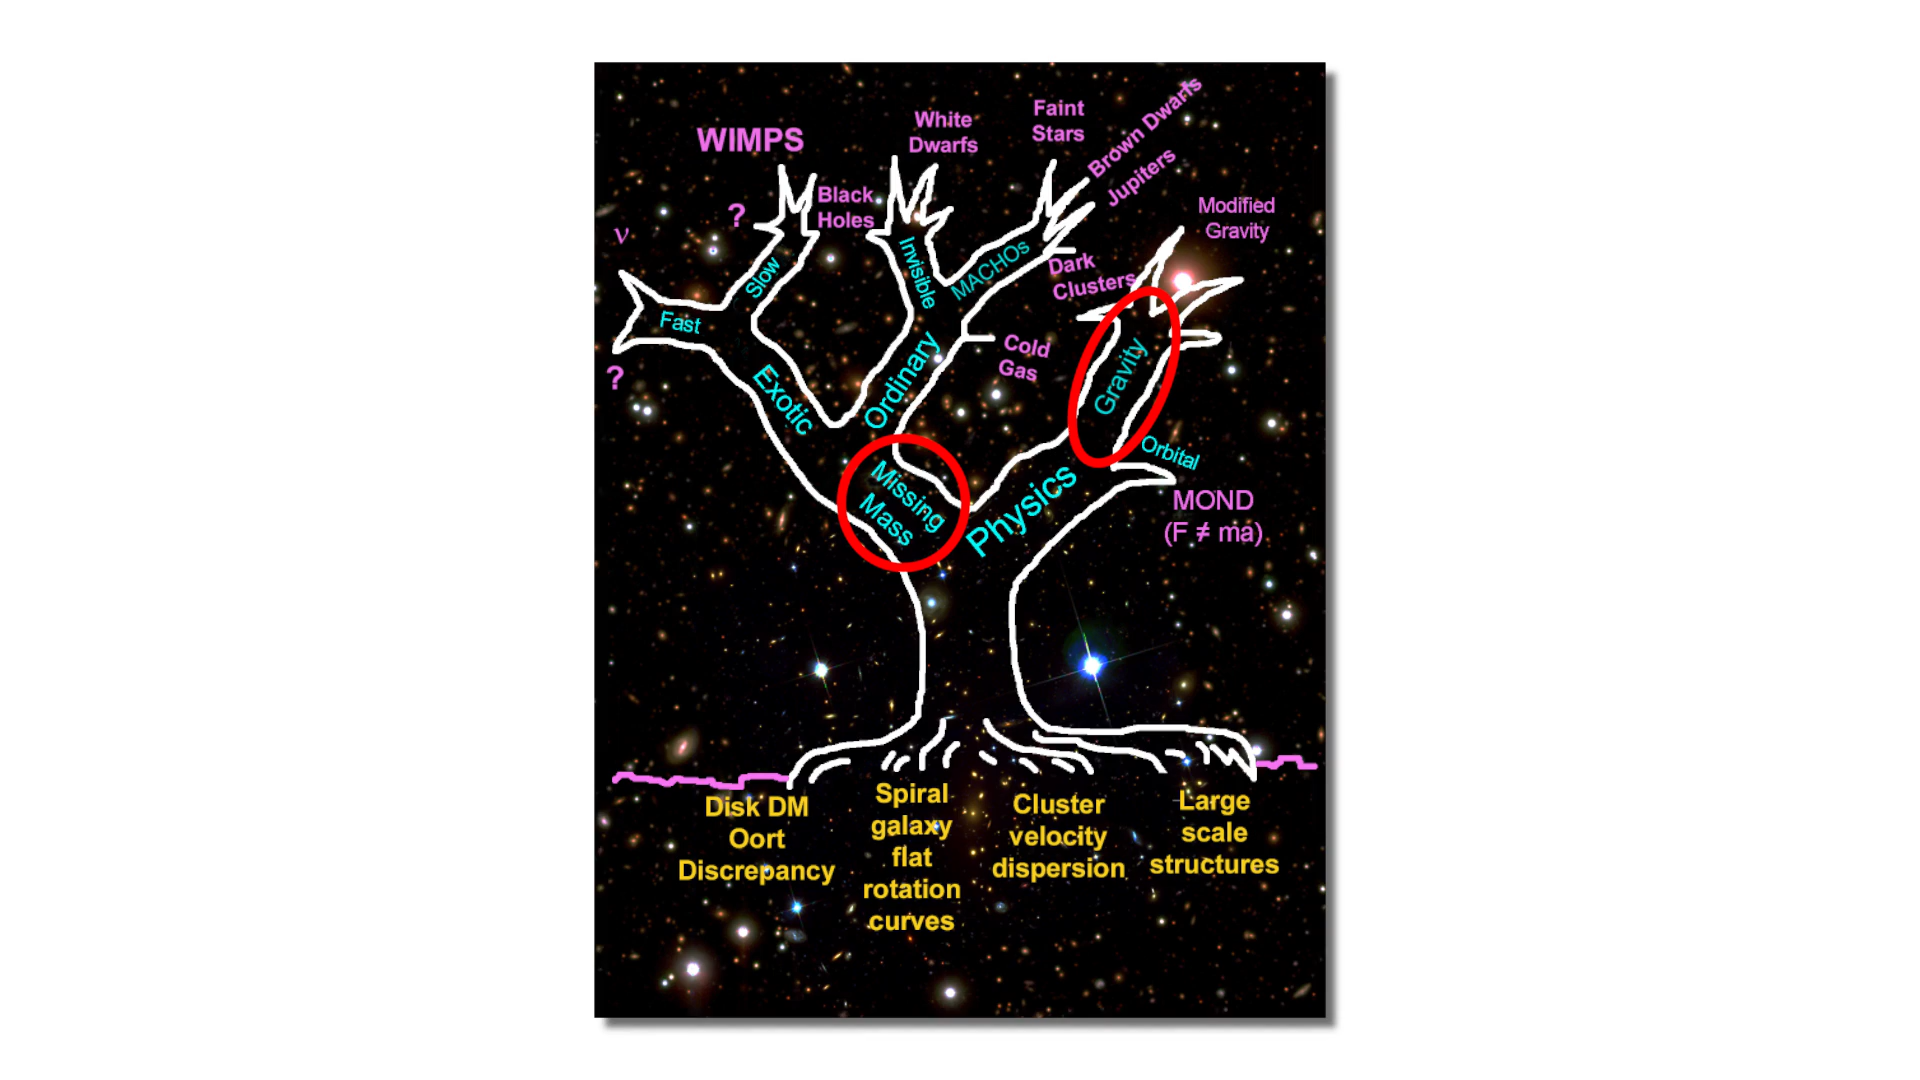 WIMPS
White
Dwarfs
Faint
Stars
Brown Dwarfs
Jupiters
Black
Holes
?
ν
Modified
Gravity
Slow
Invisible
MACHOs
Dark
Clusters
Fast
?
Exotic
Ordinary
Cold
Gas
Gravity
Orbital
Missing
Mass
Physics
MOND
(F ≠ ma)
Disk DM
Oort
Discrepancy
Spiral
galaxy
flat
rotation
curves
Cluster
velocity
dispersion
Large
scale
structures